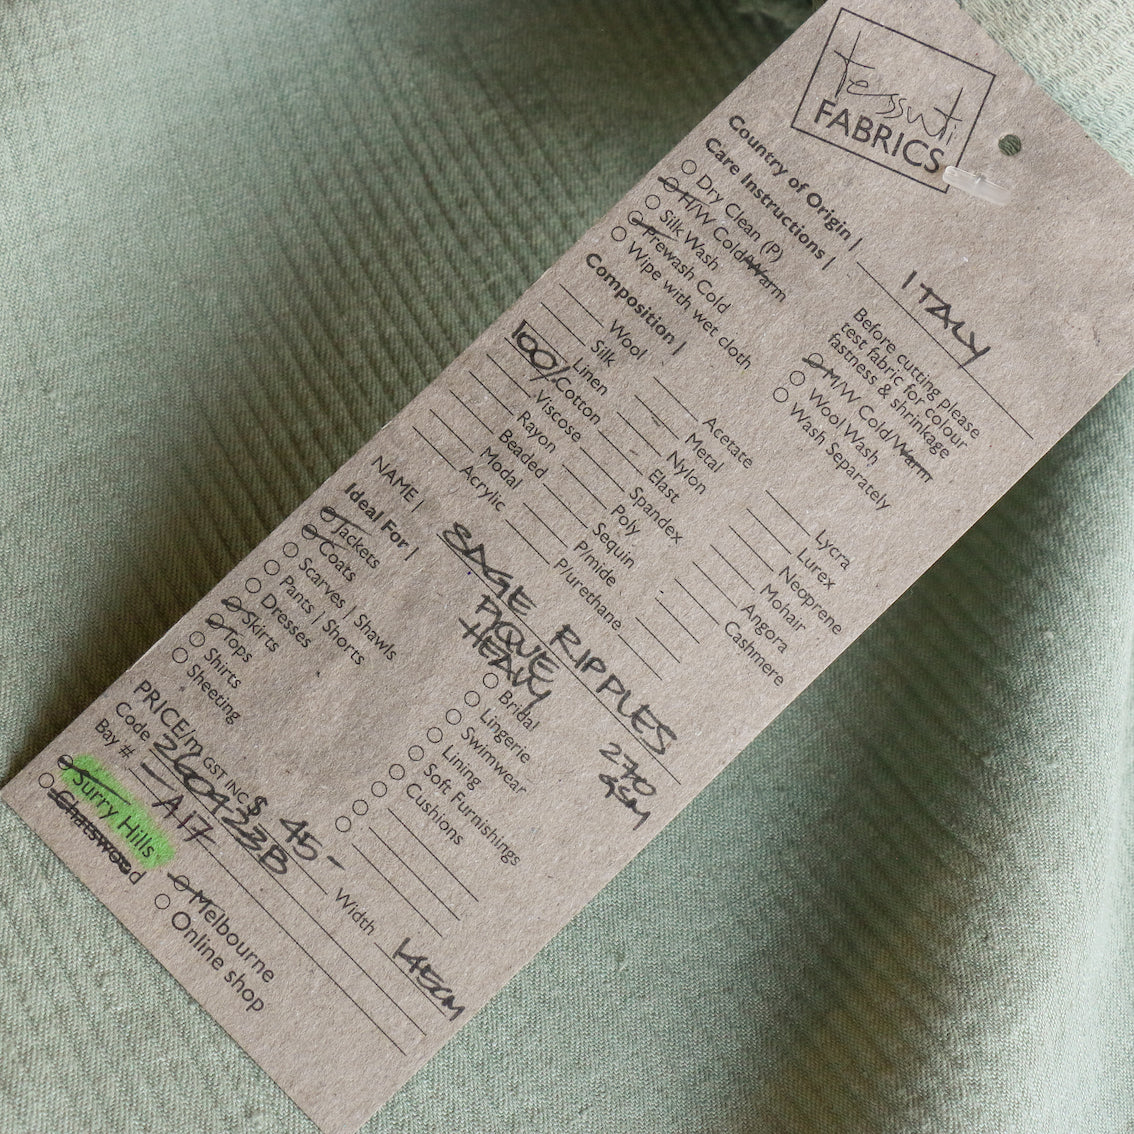 tessuti
FABRICS
Country of Origin | ITALY
Care Instructions |
Dry Clean (P)
H/W Cold/Warm
Silk Wash
Prewash Cold
Wipe with wet cloth
Before cutting please
test fabric for colour
fastness & shrinkage
M/W Cold/Warm
Wool Wash
Wash Separately
Composition |
Wool
Silk
Linen
100% Cotton
Viscose
Rayon
Beaded
Modal
Acrylic
Acetate
Metal
Nylon
Elast
Spandex
Poly
Sequin
P/mide
P/urethane
Lycra
Lurex
Neoprene
Mohair
Angora
Cashmere
NAME | SAGE RIPPLES
PIQUE 270
HEAVY GSM
Ideal For |
Jackets
Coats
Scarves | Shawls
Pants | Shorts
Dresses
Skirts
Tops
Shirts
Sheeting
Bridal
Lingerie
Swimwear
Lining
Soft Furnishings
Cushions
PRICE/m GST INC $ 45-
Code 260423B Width 145cm
Bay # -A17
Surry Hills
Chatswood
Melbourne
Online shop